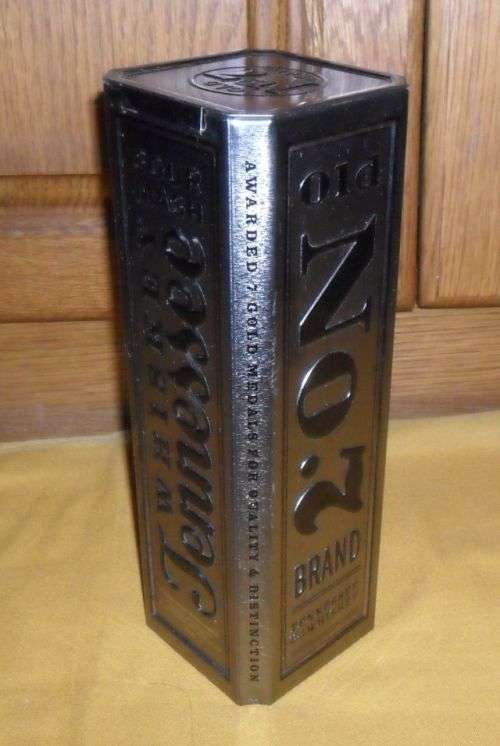 Tennessee
WHISKEY
AWARDED 7 GOLD MEDALS FOR QUALITY & DISTINCTION
OLD
No. 7
BRAND